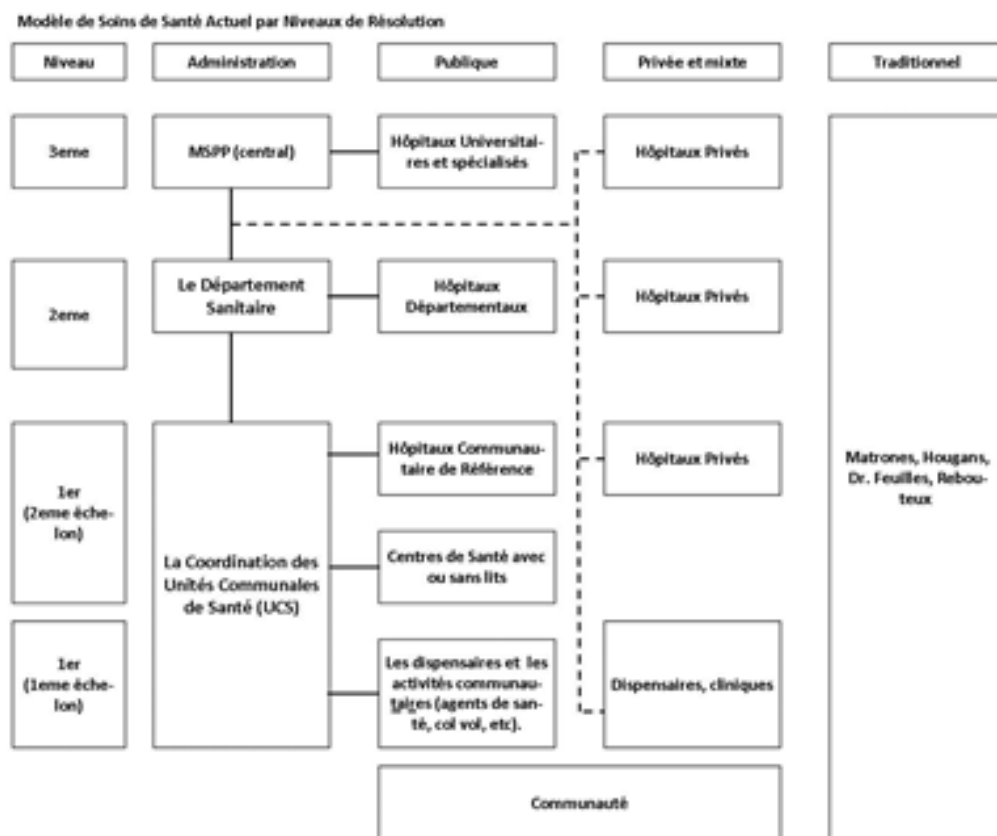 Modèle de Soins de Santé Actuel par Niveaux de Résolution
Niveau
Administration
Publique
Privée et mixte
Traditionnel
3eme
MSPP (central)
Hôpitaux Universitai-
res et spécialisés
Hôpitaux Privés
2eme
Le Département
Sanitaire
Hôpitaux
Départementaux
Hôpitaux Privés
1er
(2eme éche-
lon)
La Coordination des
Unités Communales
de Santé (UCS)
Hôpitaux Communau-
taire de Référence
Hôpitaux Privés
Matrones, Hougans,
Dr. Feuilles, Rebou-
teux
Centres de Santé avec
ou sans lits
1er
(1eme éche-
lon)
Les dispensaires et les
activités communau-
taires (agents de san-
té, col vol, etc).
Dispensaires, cliniques
Communauté